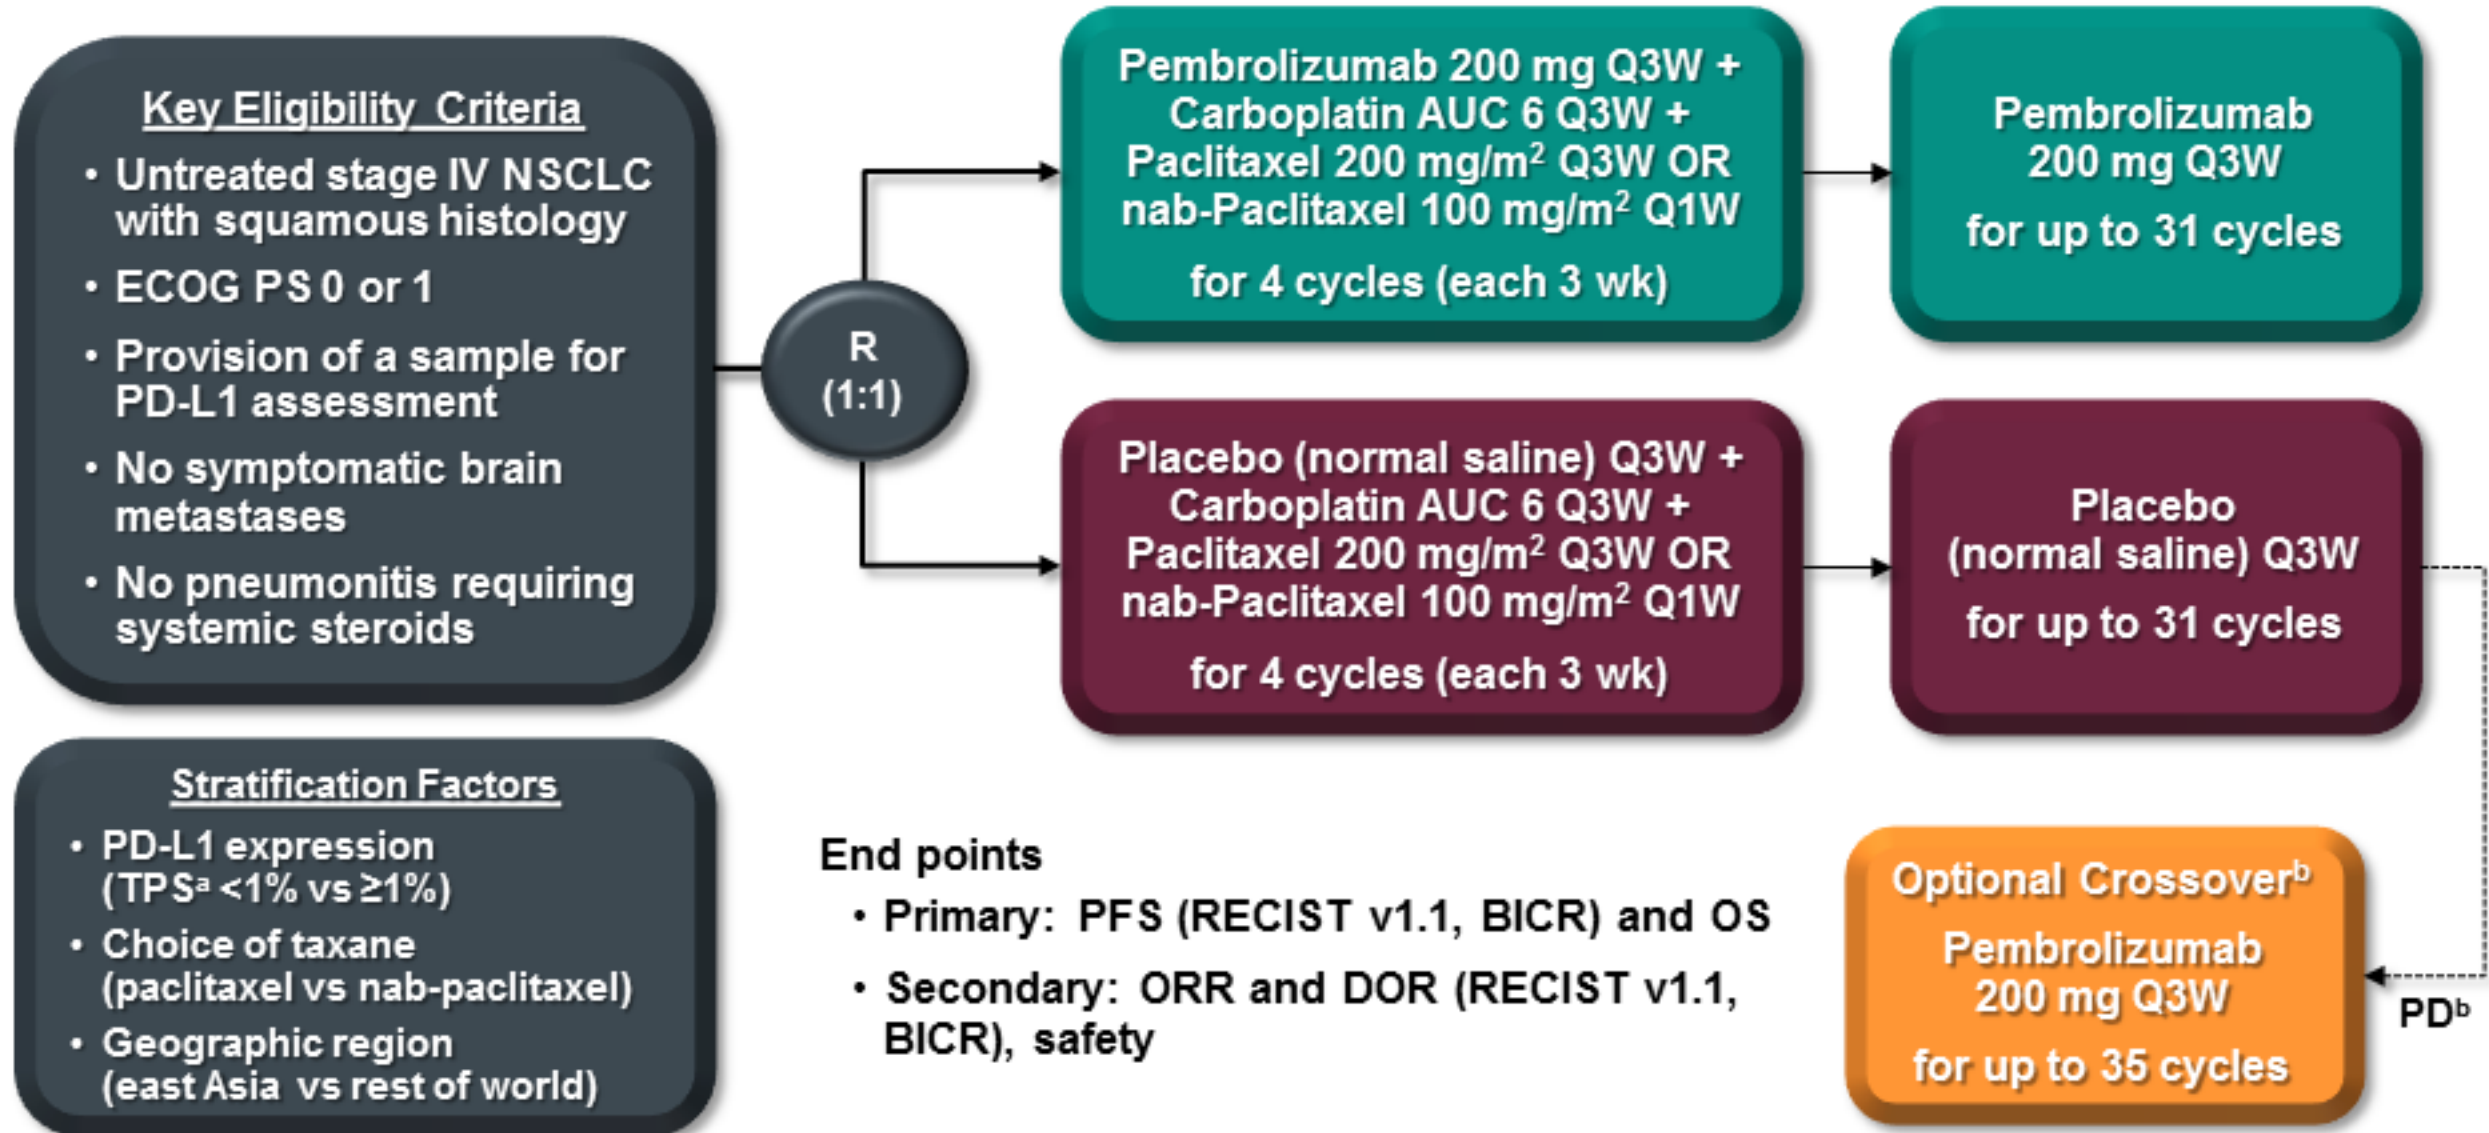 Key Eligibility Criteria
• Untreated stage IV NSCLC
with squamous histology
• ECOG PS 0 or 1
• Provision of a sample for
PD-L1 assessment
• No symptomatic brain
metastases
• No pneumonitis requiring
systemic steroids
Stratification Factors
• PD-L1 expression
(TPSᵃ <1% vs ≥1%)
• Choice of taxane
(paclitaxel vs nab-paclitaxel)
• Geographic region
(east Asia vs rest of world)
R
(1:1)
Pembrolizumab 200 mg Q3W +
Carboplatin AUC 6 Q3W +
Paclitaxel 200 mg/m² Q3W OR
nab-Paclitaxel 100 mg/m² Q1W
for 4 cycles (each 3 wk)
Pembrolizumab
200 mg Q3W
for up to 31 cycles
Placebo (normal saline) Q3W +
Carboplatin AUC 6 Q3W +
Paclitaxel 200 mg/m² Q3W OR
nab-Paclitaxel 100 mg/m² Q1W
for 4 cycles (each 3 wk)
Placebo
(normal saline) Q3W
for up to 31 cycles
End points
• Primary: PFS (RECIST v1.1, BICR) and OS
• Secondary: ORR and DOR (RECIST v1.1,
BICR), safety
Optional Crossoverᵇ
Pembrolizumab
200 mg Q3W
for up to 35 cycles
PDᵇ